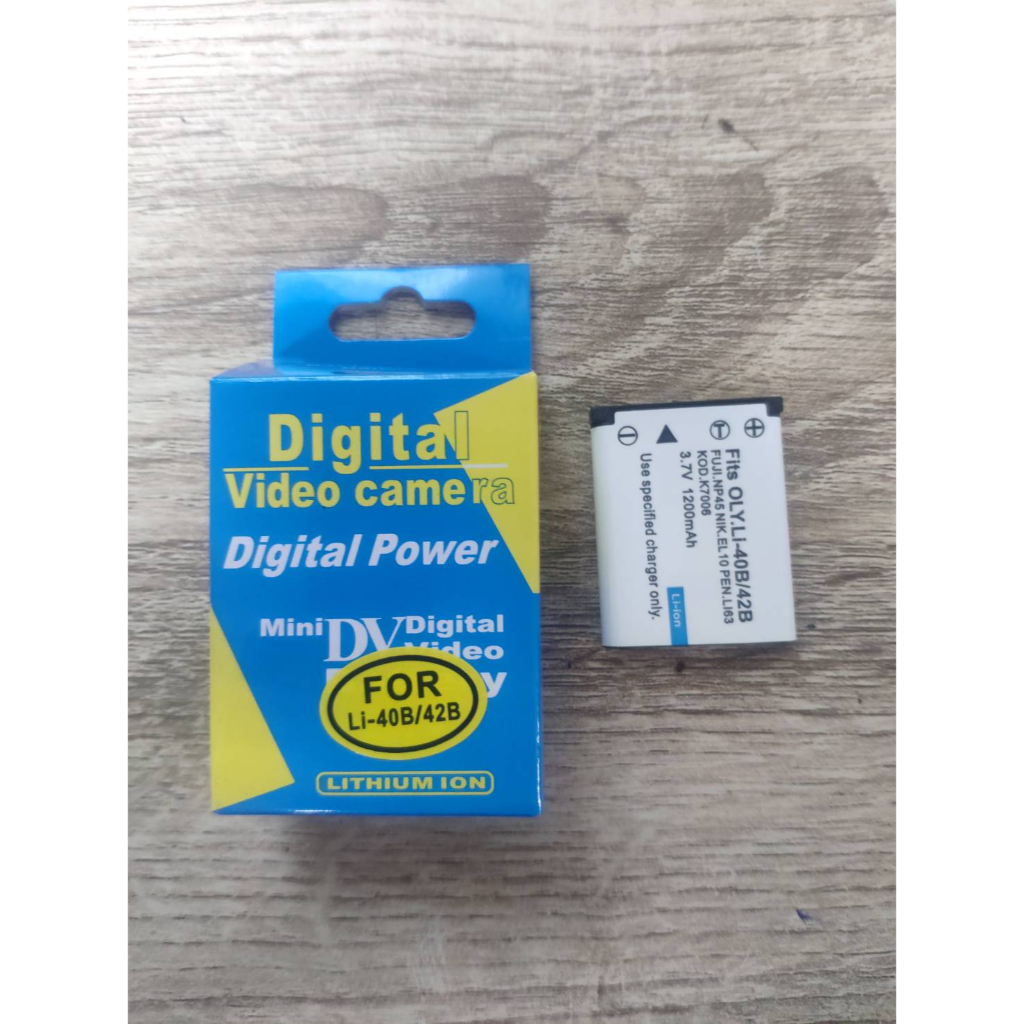 Digital
Video camera
Digital Power
Mini DV Digital
Video
y
FOR
Li-40B/42B
LITHIUM ION
Fits OLY.Li-40B/42B
FUJI.NP45 NIK.EL10 PEN.LI63
KOD.K7006
3.7V 1200mAh
Use specified charger only.
Li-ion